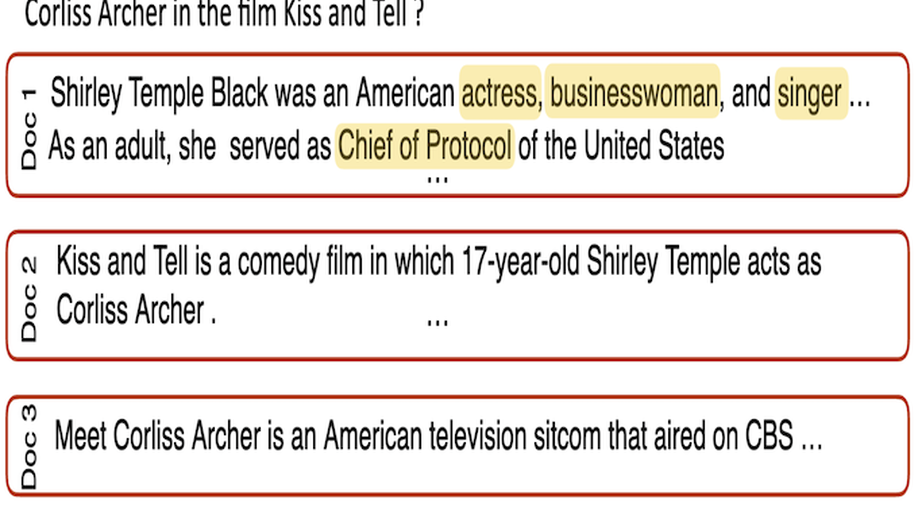 Corliss Archer in the film Kiss and Tell ?
Doc 1
Shirley Temple Black was an American actress, businesswoman, and singer ...
As an adult, she served as Chief of Protocol of the United States
...
Doc 2
Kiss and Tell is a comedy film in which 17-year-old Shirley Temple acts as
Corliss Archer . ...
Doc 3
Meet Corliss Archer is an American television sitcom that aired on CBS ...